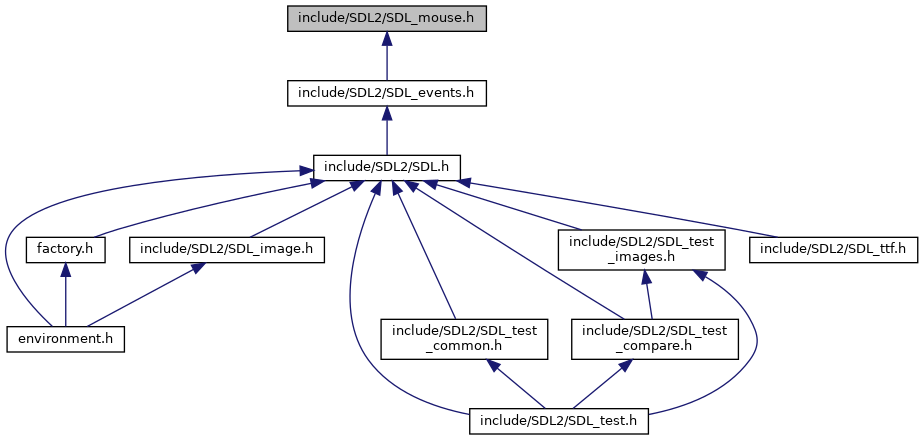 include/SDL2/SDL_mouse.h
include/SDL2/SDL_events.h
include/SDL2/SDL.h
factory.h
include/SDL2/SDL_image.h
include/SDL2/SDL_test
_images.h
include/SDL2/SDL_ttf.h
environment.h
include/SDL2/SDL_test
_common.h
include/SDL2/SDL_test
_compare.h
include/SDL2/SDL_test.h